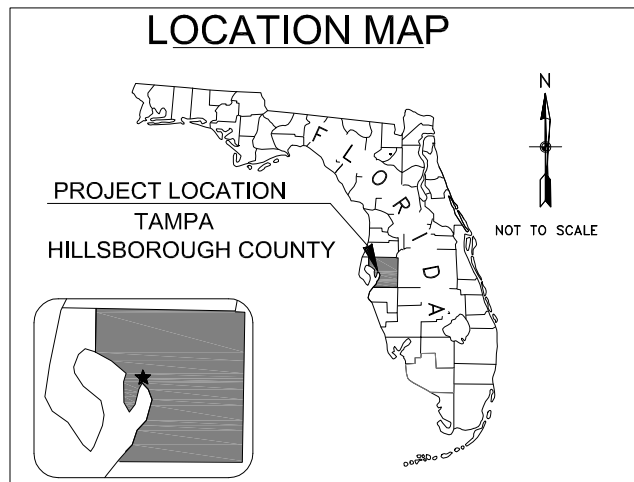 LOCATION MAP
N
FLORIDA
PROJECT LOCATION
TAMPA
HILLSBOROUGH COUNTY
NOT TO SCALE